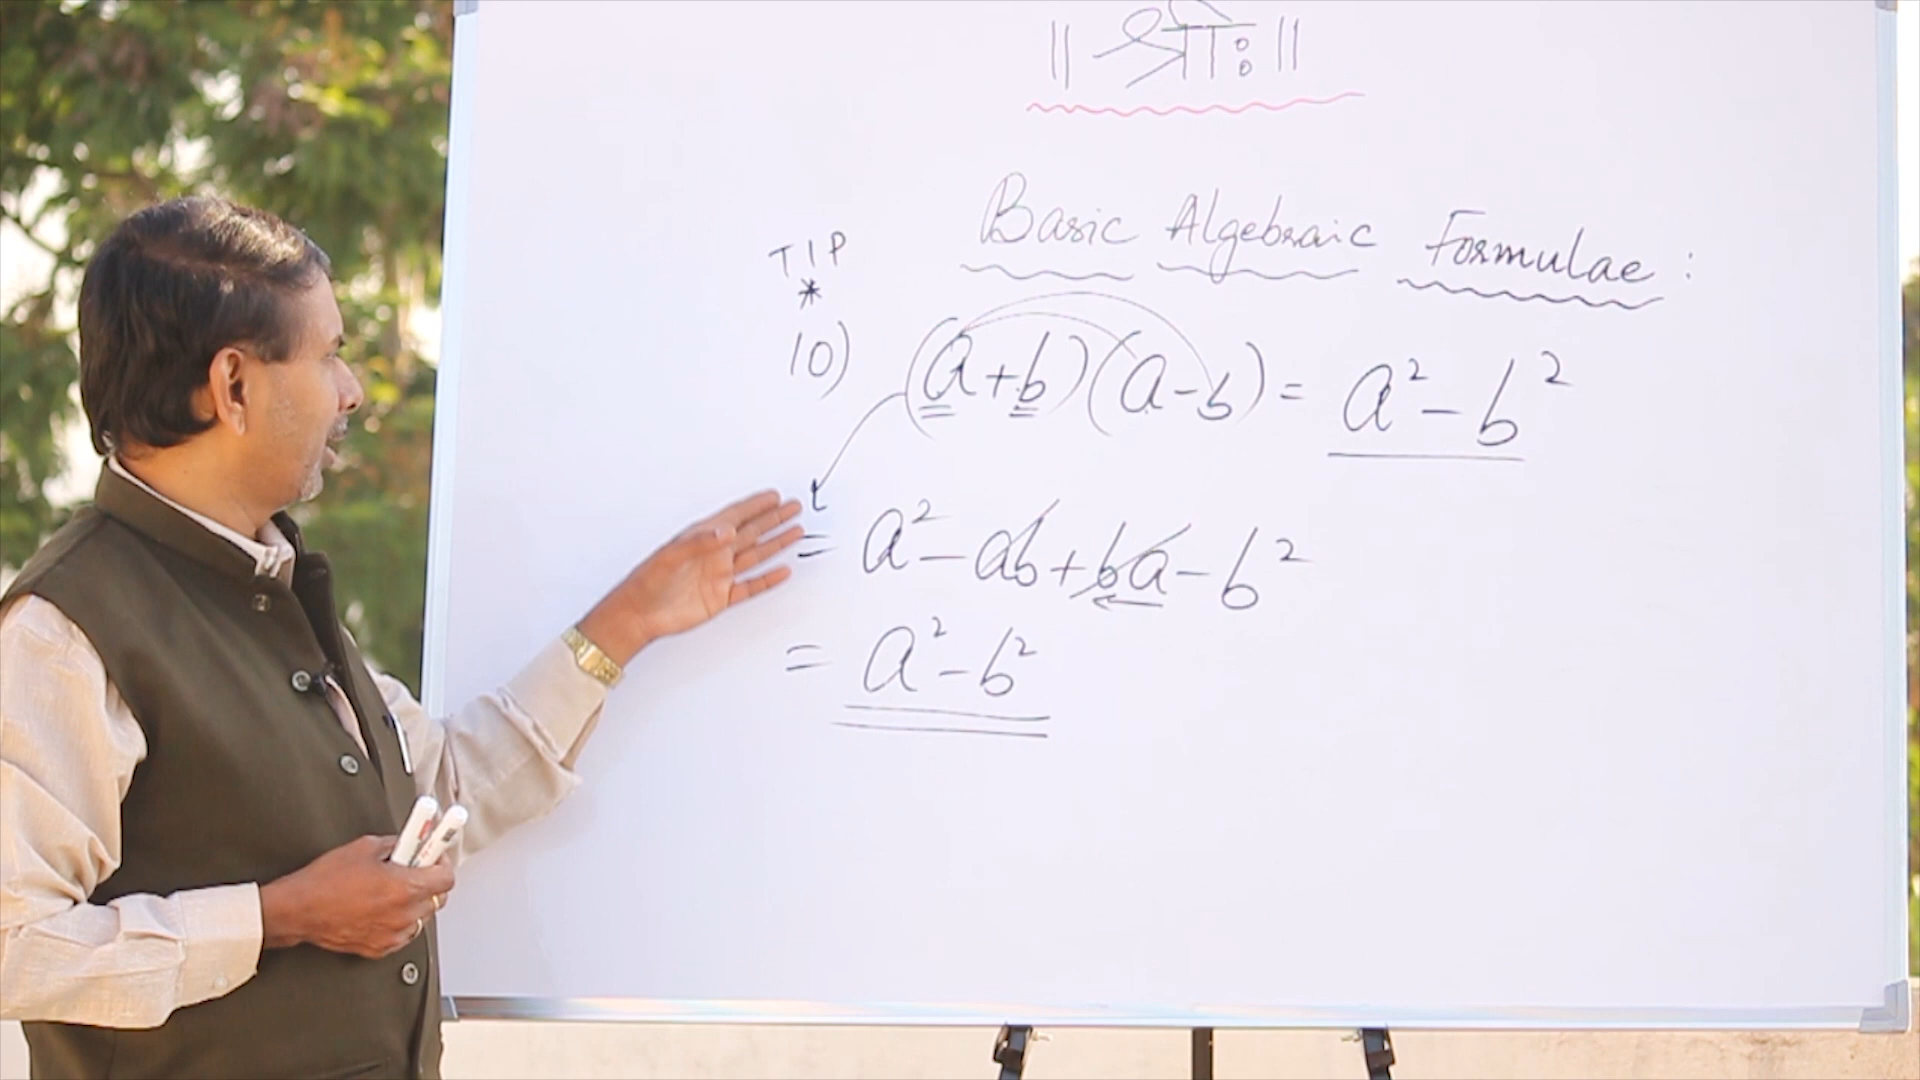 ॥ श्रीः ॥
Basic Algebraic Formulae :
TIP
*
10) (a+b)(a-b) = a² - b²
= a² - ab + ba - b²
= a² - b²